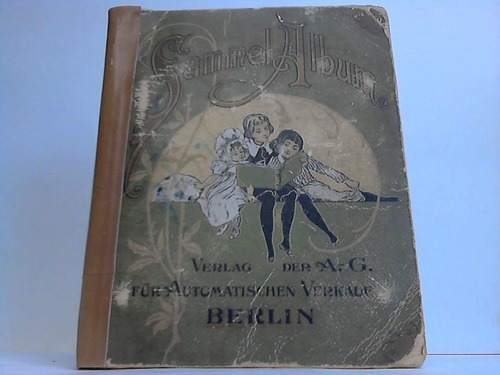 Sammel Album
VERLAG DER A.-G.
FÜR AUTOMATISCHEN VERKAUF
BERLIN